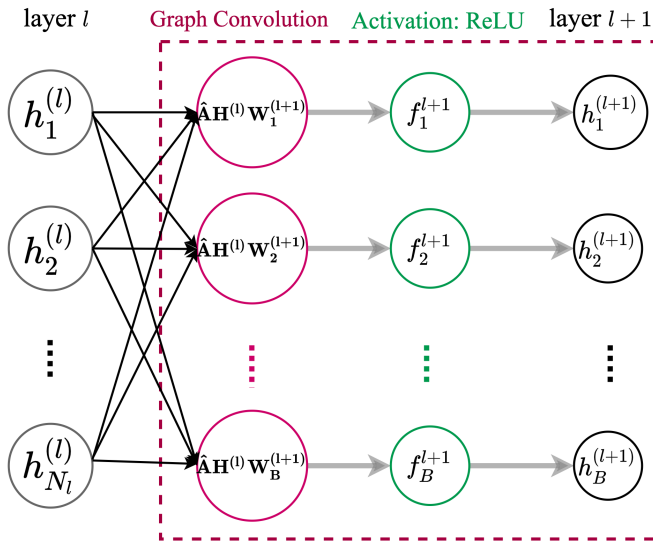 layer l Graph Convolution Activation: ReLU layer l + 1
h_1^{(l)} ÂH^{(l)}W_1^{(l+1)} f_1^{l+1} h_1^{(l+1)}
h_2^{(l)} ÂH^{(l)}W_2^{(l+1)} f_2^{l+1} h_2^{(l+1)}
h_{N_l}^{(l)} ÂH^{(l)}W_B^{(l+1)} f_B^{l+1} h_B^{(l+1)}